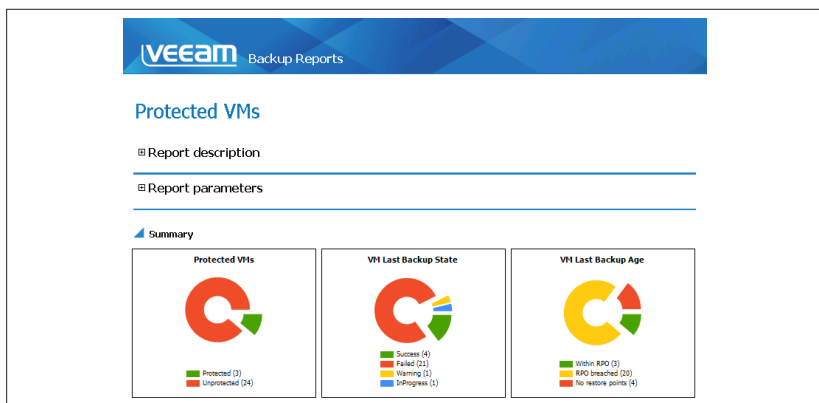 veeam Backup Reports
Protected VMs
Report description
Report parameters
Summary
Protected VMs
Protected (3)
Unprotected (24)
VM Last Backup State
Success (4)
Failed (21)
Warning (1)
InProgress (1)
VM Last Backup Age
Within RPO (3)
RPO breached (20)
No restore points (4)